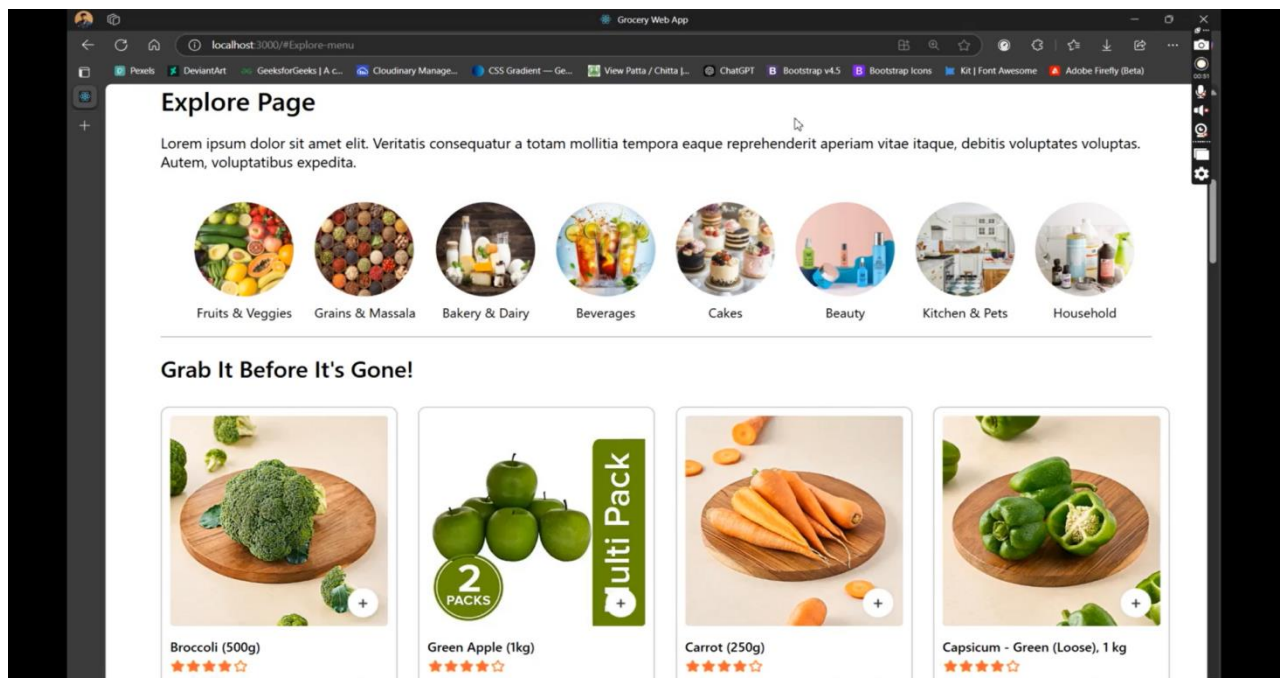 Grocery Web App
localhost:3000/#Explore-menu
Pexels DeviantArt GeeksforGeeks | A c... Cloudinary Manage... CSS Gradient — Ge... View Patta / Chitta |... ChatGPT Bootstrap v4.5 Bootstrap Icons Kit | Font Awesome Adobe Firefly (Beta)
00:51
Explore Page
Lorem ipsum dolor sit amet elit. Veritatis consequatur a totam mollitia tempora eaque reprehenderit aperiam vitae itaque, debitis voluptates voluptas.
Autem, voluptatibus expedita.
Fruits & Veggies Grains & Massala Bakery & Dairy Beverages Cakes Beauty Kitchen & Pets Household
Grab It Before It's Gone!
Multi Pack
2
PACKS
Broccoli (500g) Green Apple (1kg) Carrot (250g) Capsicum - Green (Loose), 1 kg